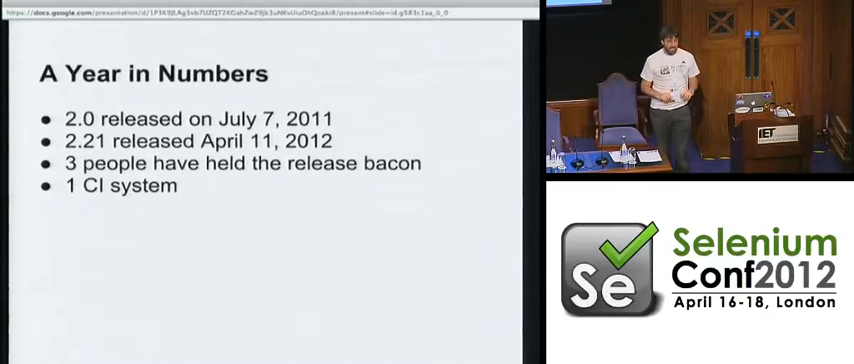 A Year in Numbers
2.0 released on July 7, 2011
2.21 released April 11, 2012
3 people have held the release bacon
1 CI system
IET
Se
Selenium
Conf2012
April 16-18, London